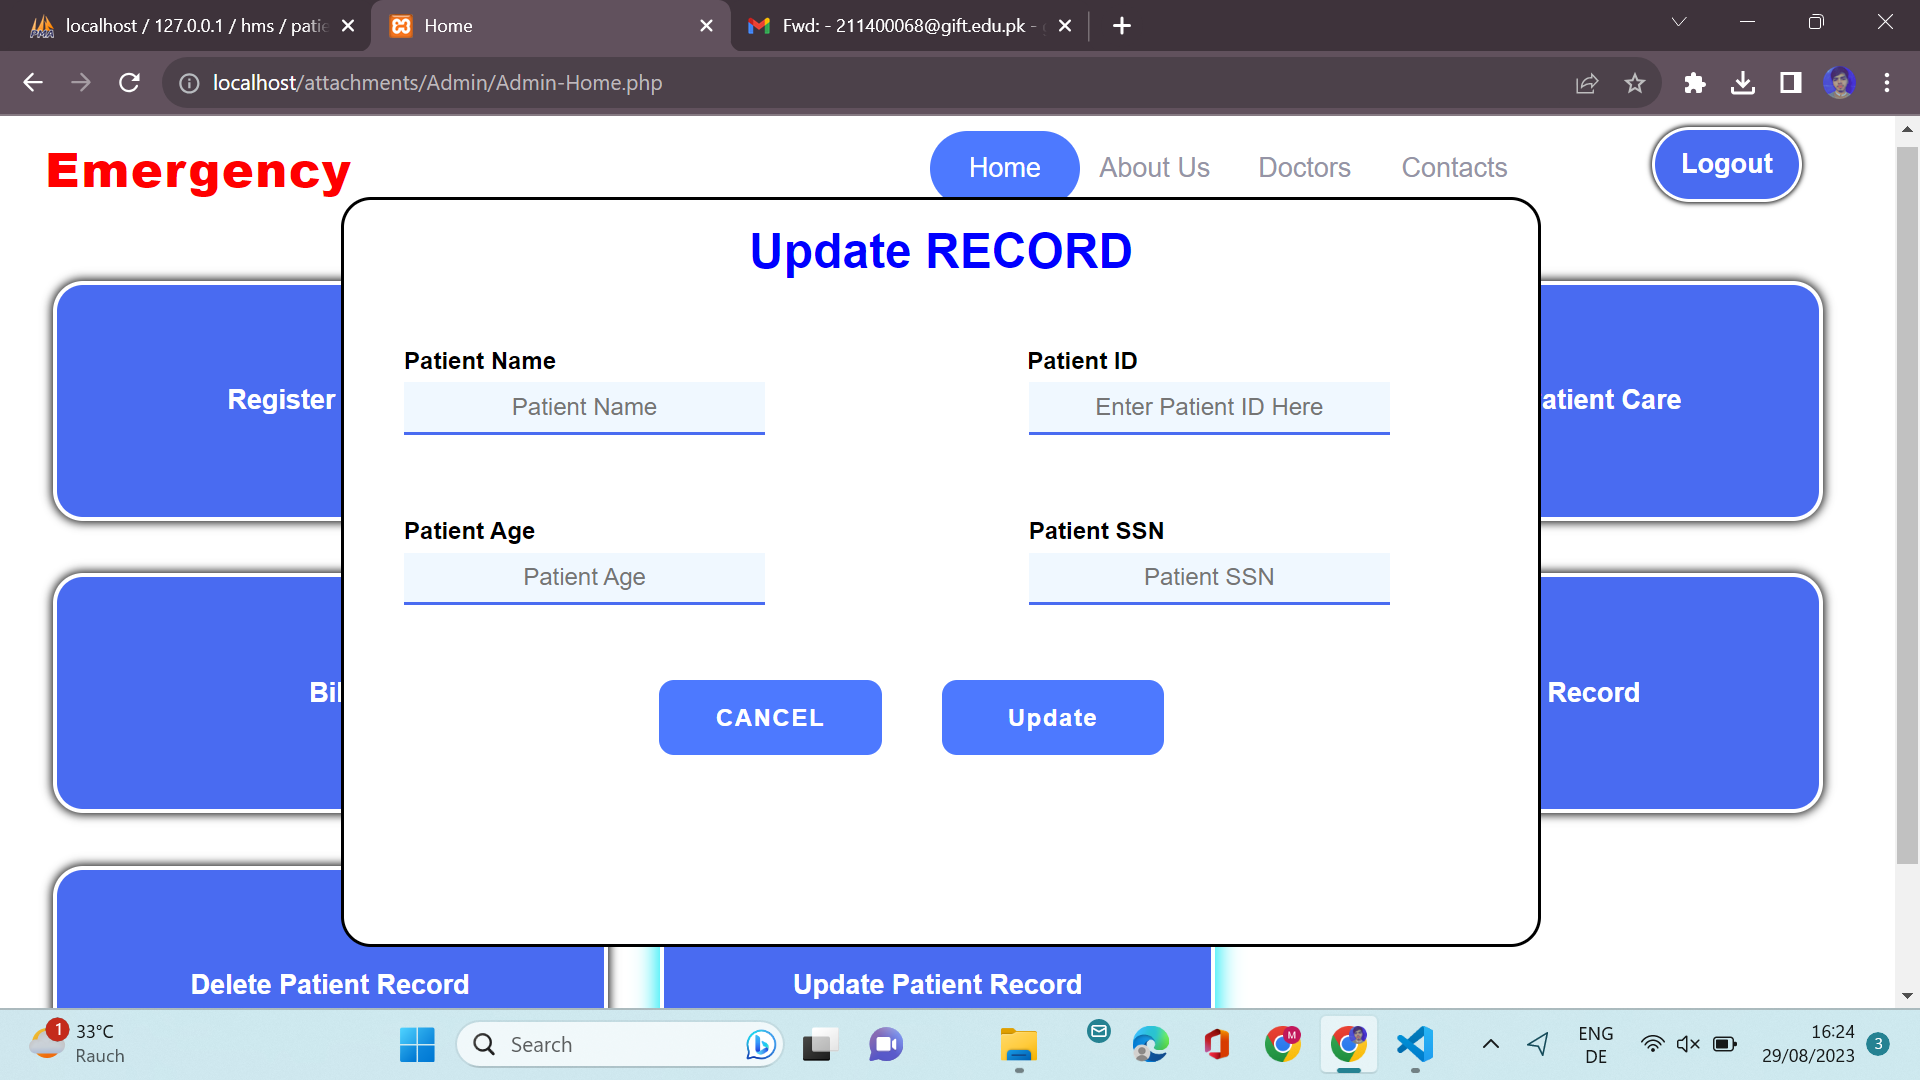 localhost / 127.0.0.1 / hms / patie
Home
Fwd: - 211400068@gift.edu.pk -
localhost/attachments/Admin/Admin-Home.php
Emergency
Home
About Us
Doctors
Contacts
Logout
Update RECORD
Patient Name
Patient ID
Patient Name
Enter Patient ID Here
Patient Age
Patient SSN
Patient Age
Patient SSN
CANCEL
Update
Register
atient Care
Bil
Record
Delete Patient Record
Update Patient Record
1
33°C
Rauch
Search
M
ENG
DE
16:24
29/08/2023
3